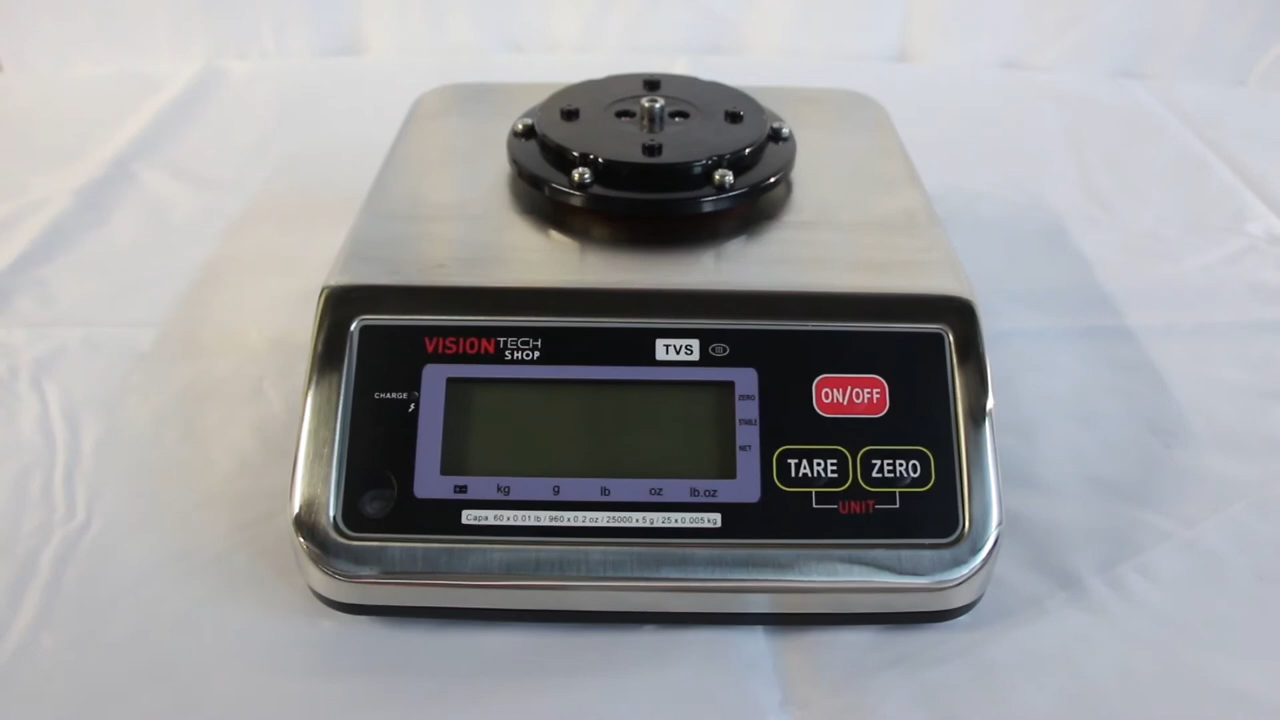 VISION TECH
SHOP
TVS
III
CHARGE
ZERO
STABLE
NET
ON/OFF
TARE
ZERO
UNIT
kg g lb oz lb.oz
Capa 60 x 0.01 lb / 960 x 0.2 oz / 25000 x 5 g / 25 x 0.005 kg